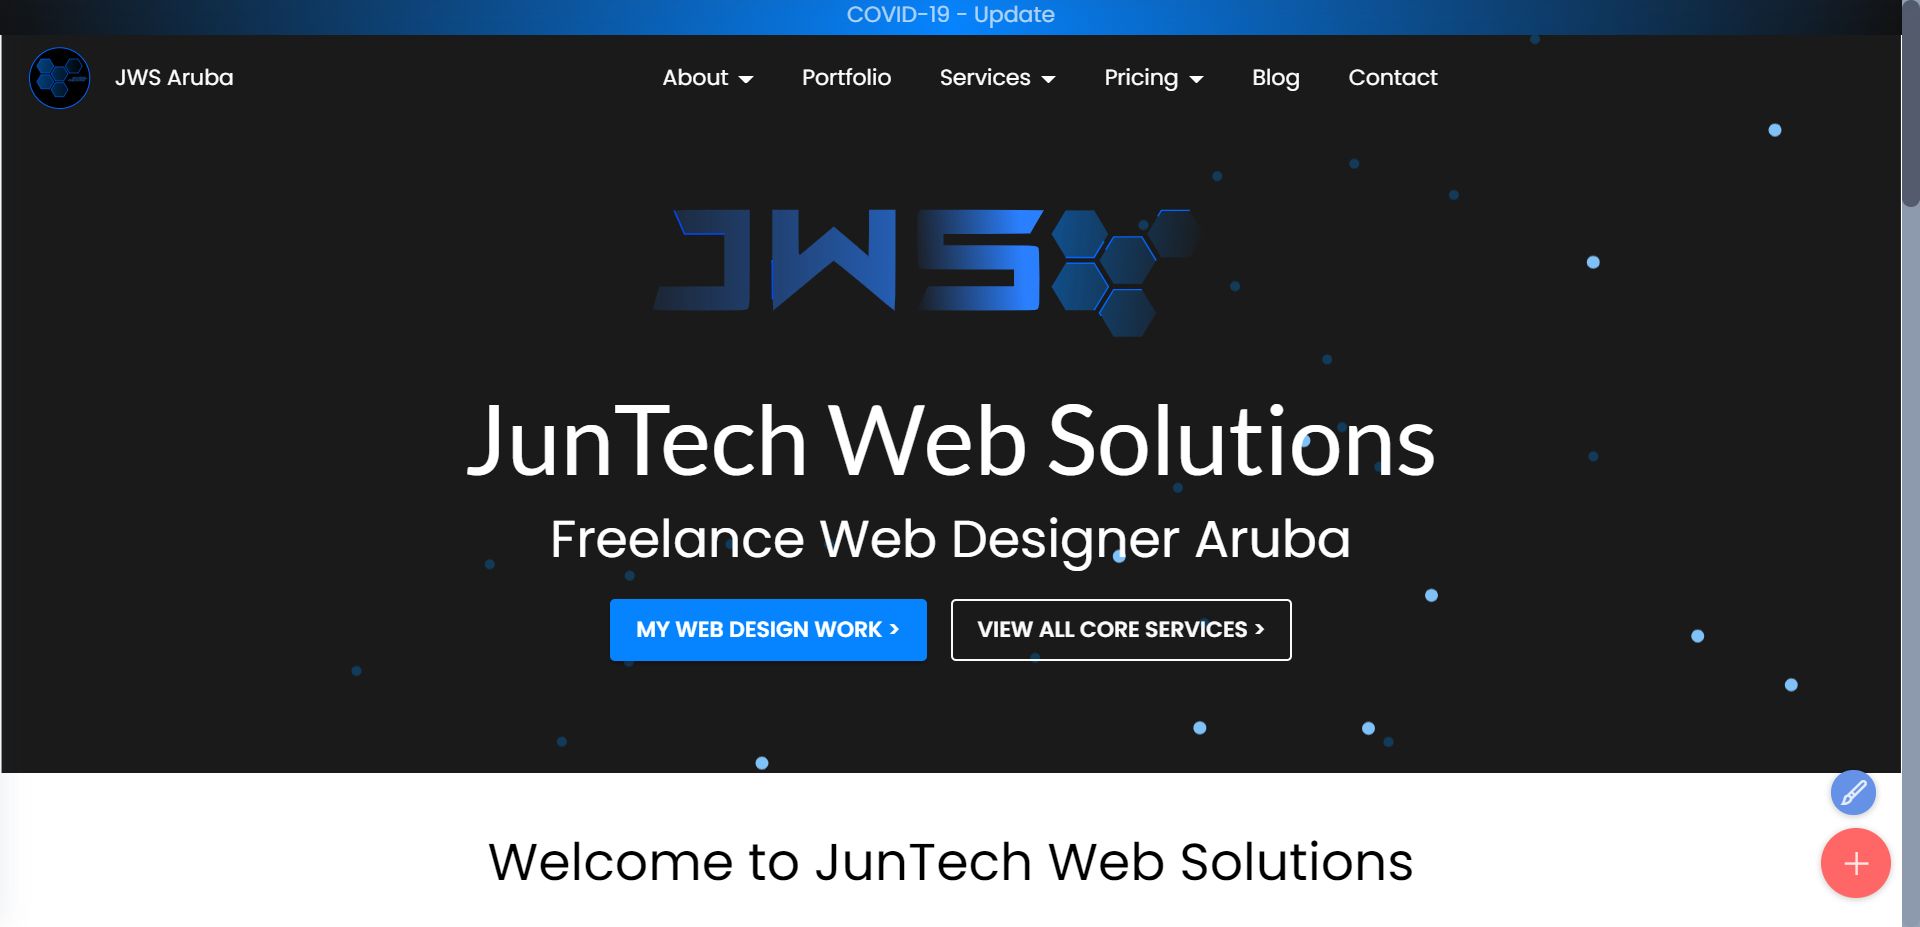 COVID-19 - Update
JWS Aruba
About
Portfolio
Services
Pricing
Blog
Contact
JWS
JunTech Web Solutions
Freelance Web Designer Aruba
MY WEB DESIGN WORK >
VIEW ALL CORE SERVICES >
Welcome to JunTech Web Solutions